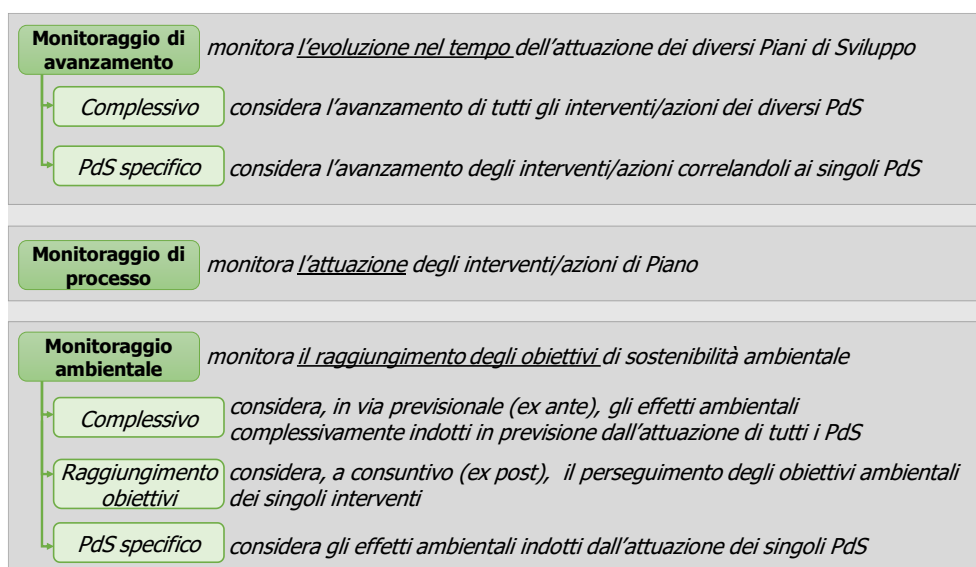 Monitoraggio di
avanzamento
monitora l'evoluzione nel tempo dell'attuazione dei diversi Piani di Sviluppo
Complessivo
considera l'avanzamento di tutti gli interventi/azioni dei diversi PdS
PdS specifico
considera l'avanzamento degli interventi/azioni correlandoli ai singoli PdS
Monitoraggio di
processo
monitora l'attuazione degli interventi/azioni di Piano
Monitoraggio
ambientale
monitora il raggiungimento degli obiettivi di sostenibilità ambientale
Complessivo
considera, in via previsionale (ex ante), gli effetti ambientali
complessivamente indotti in previsione dall'attuazione di tutti i PdS
Raggiungimento
obiettivi
considera, a consuntivo (ex post), il perseguimento degli obiettivi ambientali
dei singoli interventi
PdS specifico
considera gli effetti ambientali indotti dall'attuazione dei singoli PdS